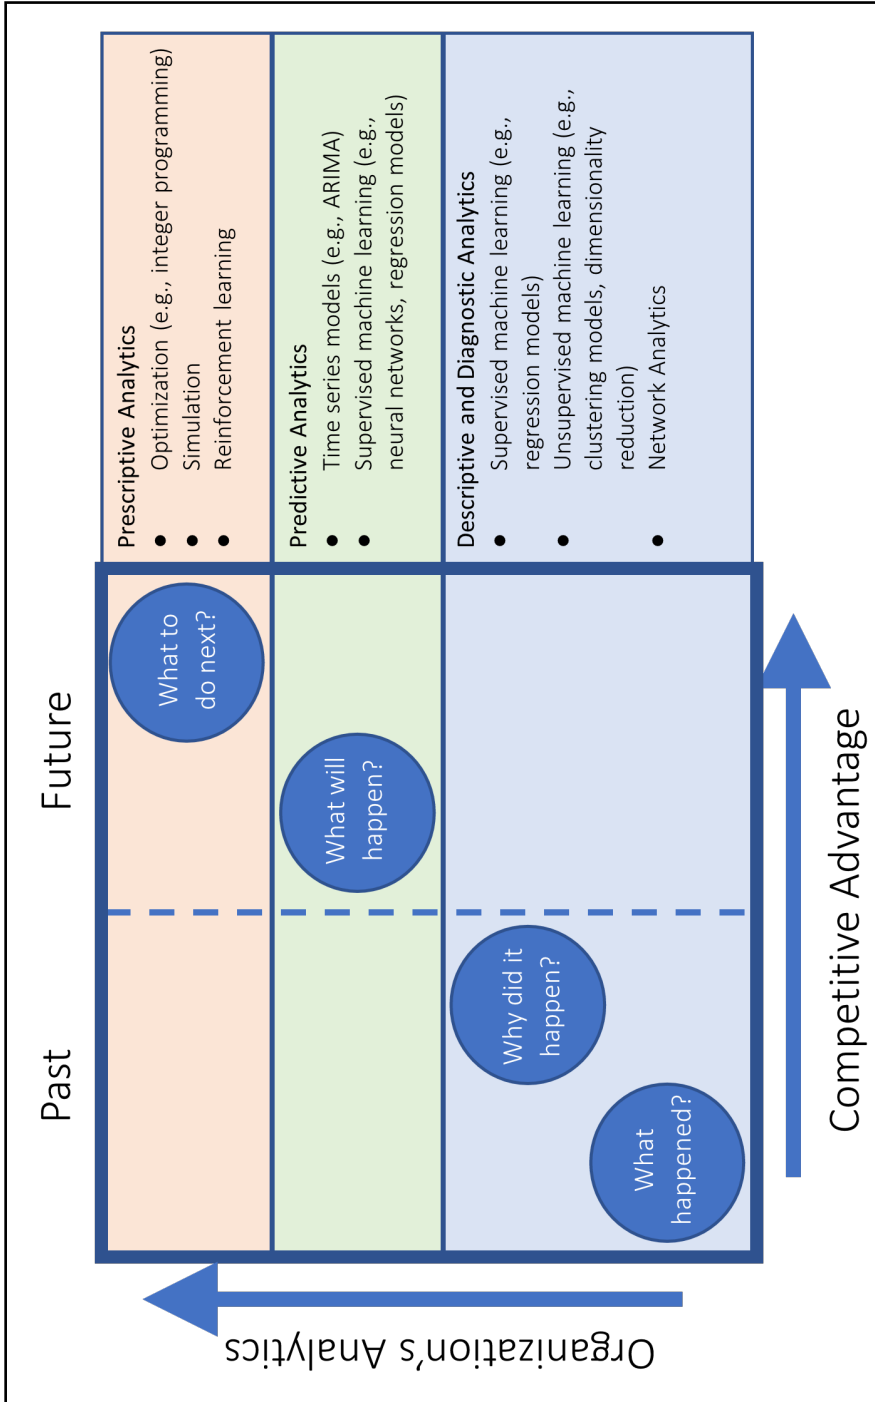 Past
Future
What to
do next?
Prescriptive Analytics
• Optimization (e.g., integer programming)
• Simulation
• Reinforcement learning
What will
happen?
Predictive Analytics
• Time series models (e.g., ARIMA)
• Supervised machine learning (e.g.,
neural networks, regression models)
Why did it
happen?
What
happened?
Descriptive and Diagnostic Analytics
• Supervised machine learning (e.g.,
regression models)
• Unsupervised machine learning (e.g.,
clustering models, dimensionality
reduction)
• Network Analytics
Organization's Analytics
Competitive Advantage